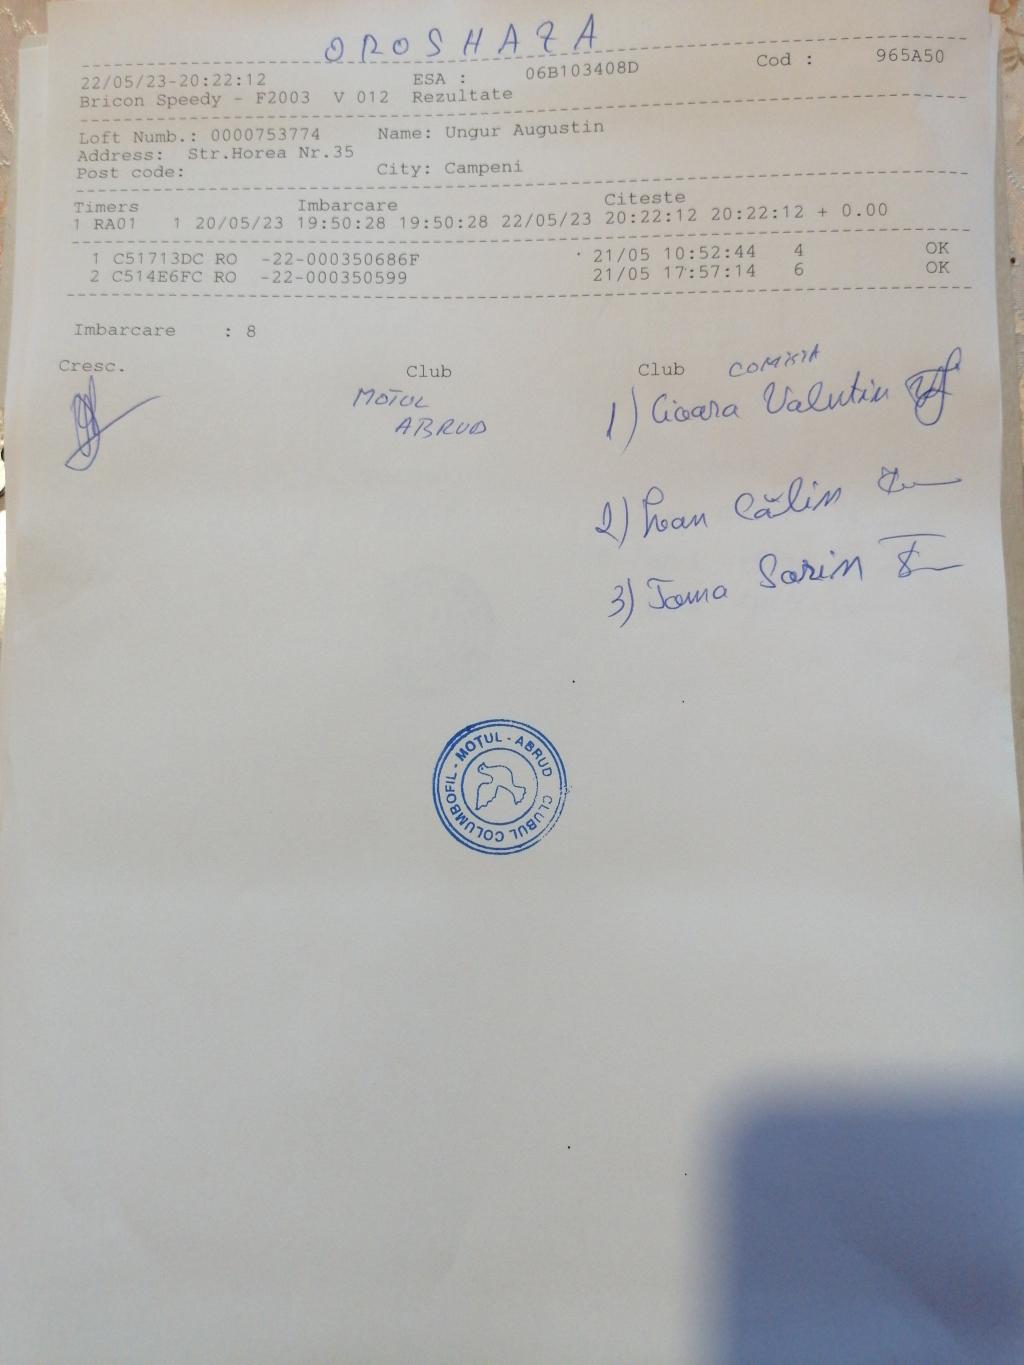 OROSHAZA
22/05/23-20:22:12 ESA : 06B103408D Cod : 965A50
Bricon Speedy - F2003 V 012 Rezultate
Loft Numb.: 0000753774 Name: Ungur Augustin
Address: Str.Horea Nr.35
Post code: City: Campeni
Timers Imbarcare Citeste
1 RA01 1 20/05/23 19:50:28 19:50:28 22/05/23 20:22:12 20:22:12 + 0.00
1 C51713DC RO -22-000350686F 21/05 10:52:44 4 OK
2 C514E6FC RO -22-000350599 21/05 17:57:14 6 OK
Imbarcare : 8
Cresc. Club Club COMISIA
MOTUL
ABRUD
1) Cioara Valentin
2) Călin
3) Toma Sorin
CLUBUL COLUMBOFIL - MOȚUL - ABRUD